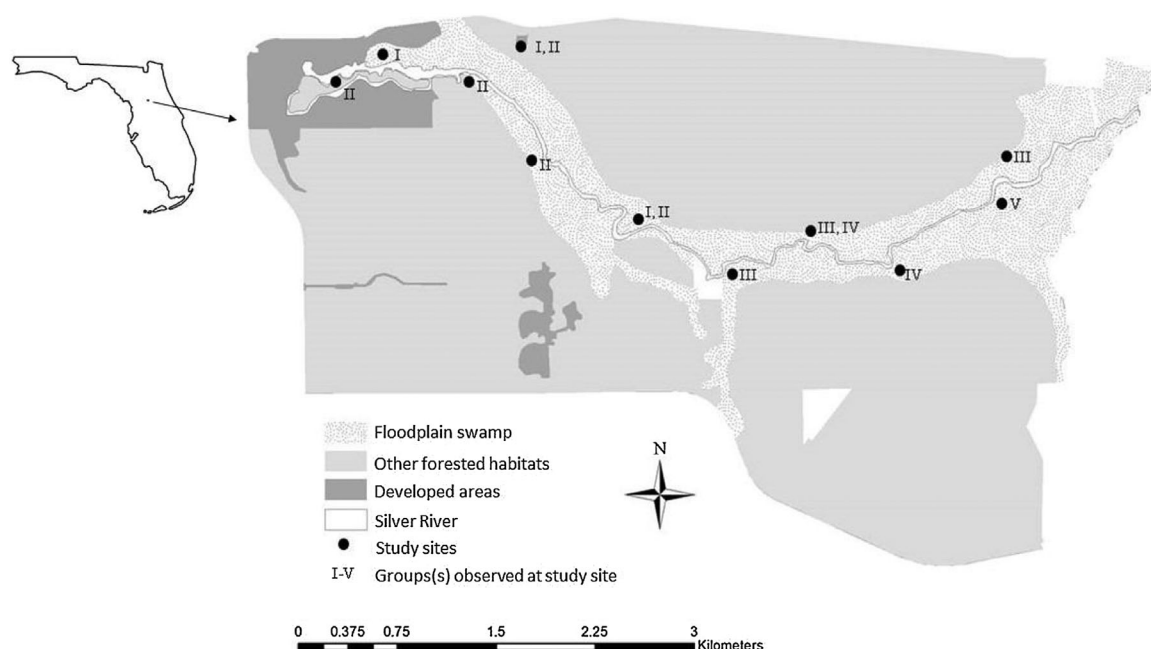 I
I, II
II
II
II
I, II
III
III, IV
V
III
IV
Floodplain swamp
Other forested habitats
Developed areas
Silver River
Study sites
I-V Groups(s) observed at study site
N
0 0.375 0.75 1.5 2.25 3
Kilometers